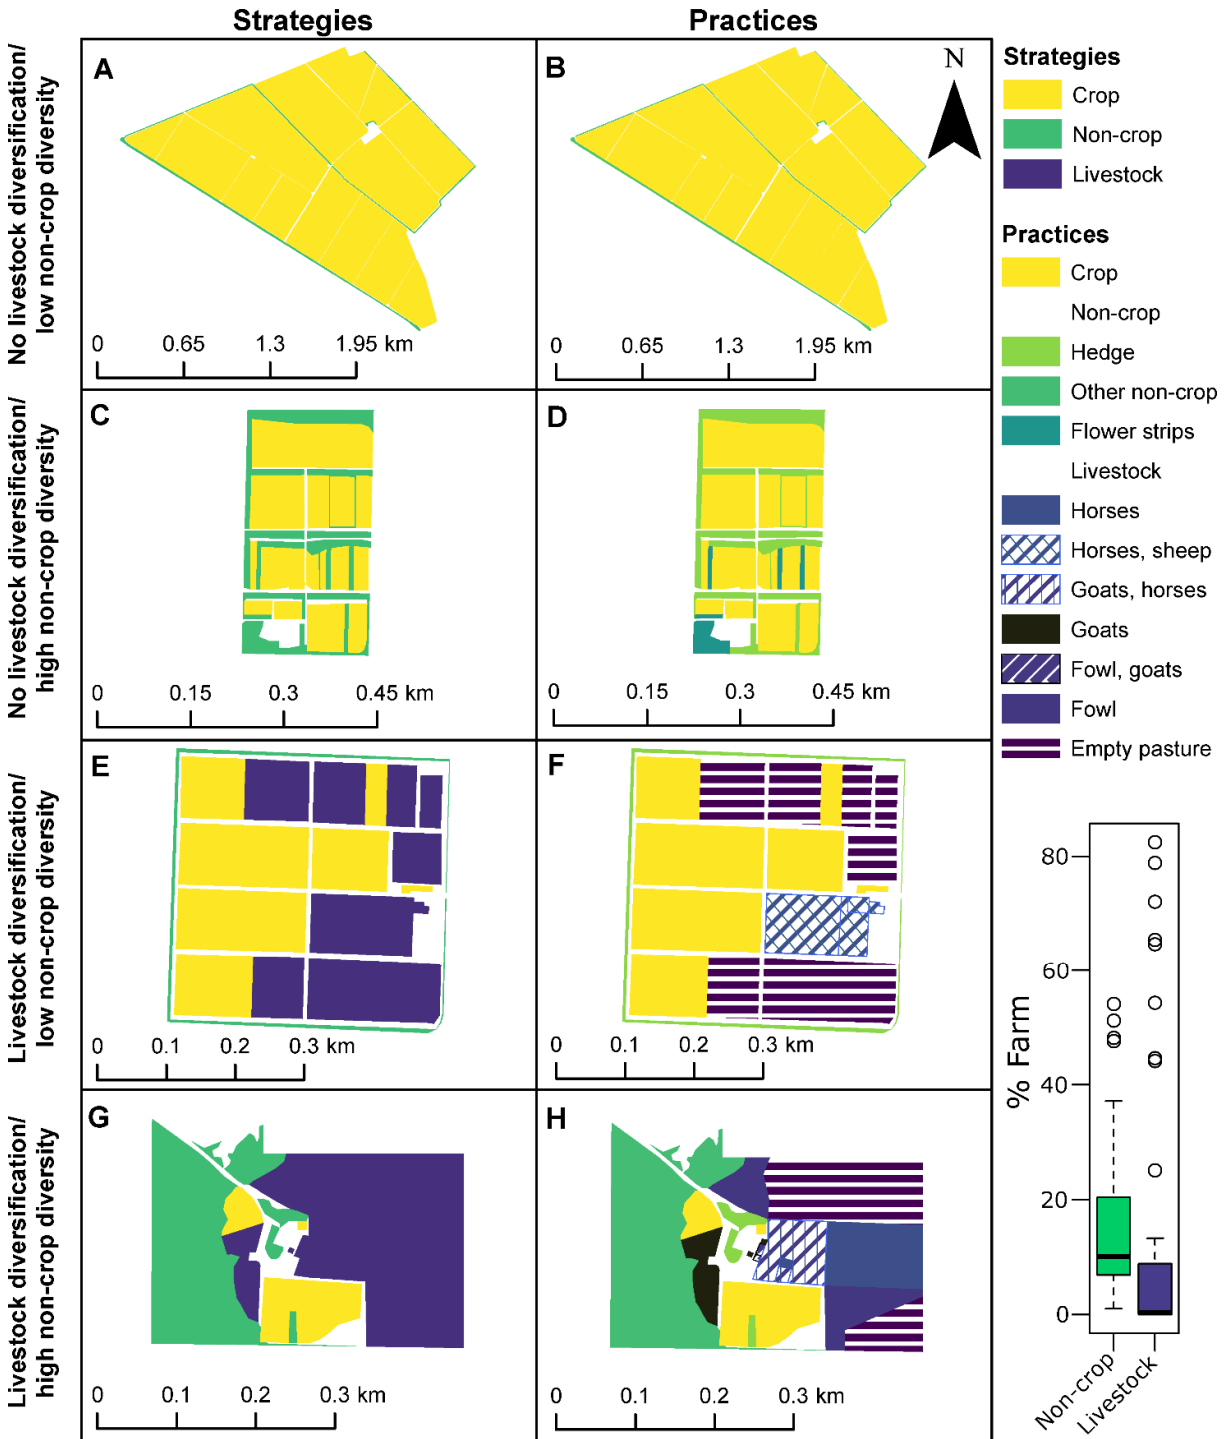 Strategies
Practices
No livestock diversification/
low non-crop diversity
A
0 0.65 1.3 1.95 km
B
N
0 0.65 1.3 1.95 km
No livestock diversification/
high non-crop diversity
C
0 0.15 0.3 0.45 km
D
0 0.15 0.3 0.45 km
Livestock diversification/
low non-crop diversity
E
0 0.1 0.2 0.3 km
F
0 0.1 0.2 0.3 km
Livestock diversification/
high non-crop diversity
G
0 0.1 0.2 0.3 km
H
0 0.1 0.2 0.3 km
Strategies
Crop
Non-crop
Livestock
Practices
Crop
Non-crop
Hedge
Other non-crop
Flower strips
Livestock
Horses
Horses, sheep
Goats, horses
Goats
Fowl, goats
Fowl
Empty pasture
% Farm
80
60
40
20
0
Non-crop
Livestock